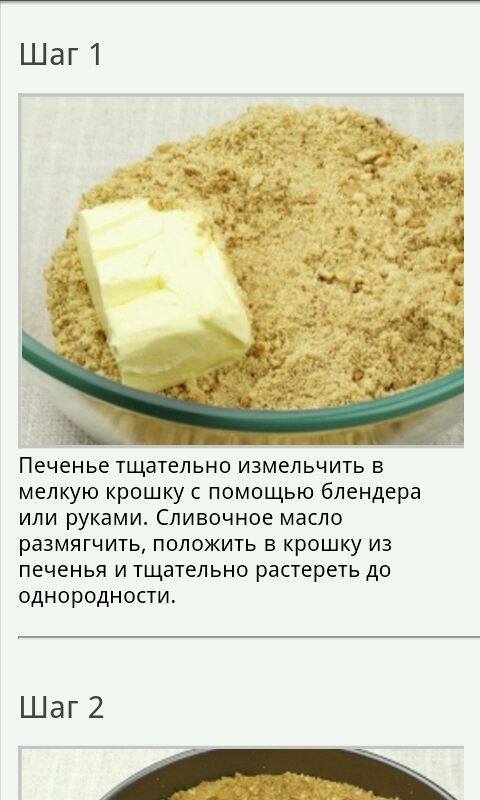 Шаг 1
Печенье тщательно измельчить в
мелкую крошку с помощью блендера
или руками. Сливочное масло
размягчить, положить в крошку из
печенья и тщательно растереть до
однородности.
Шаг 2